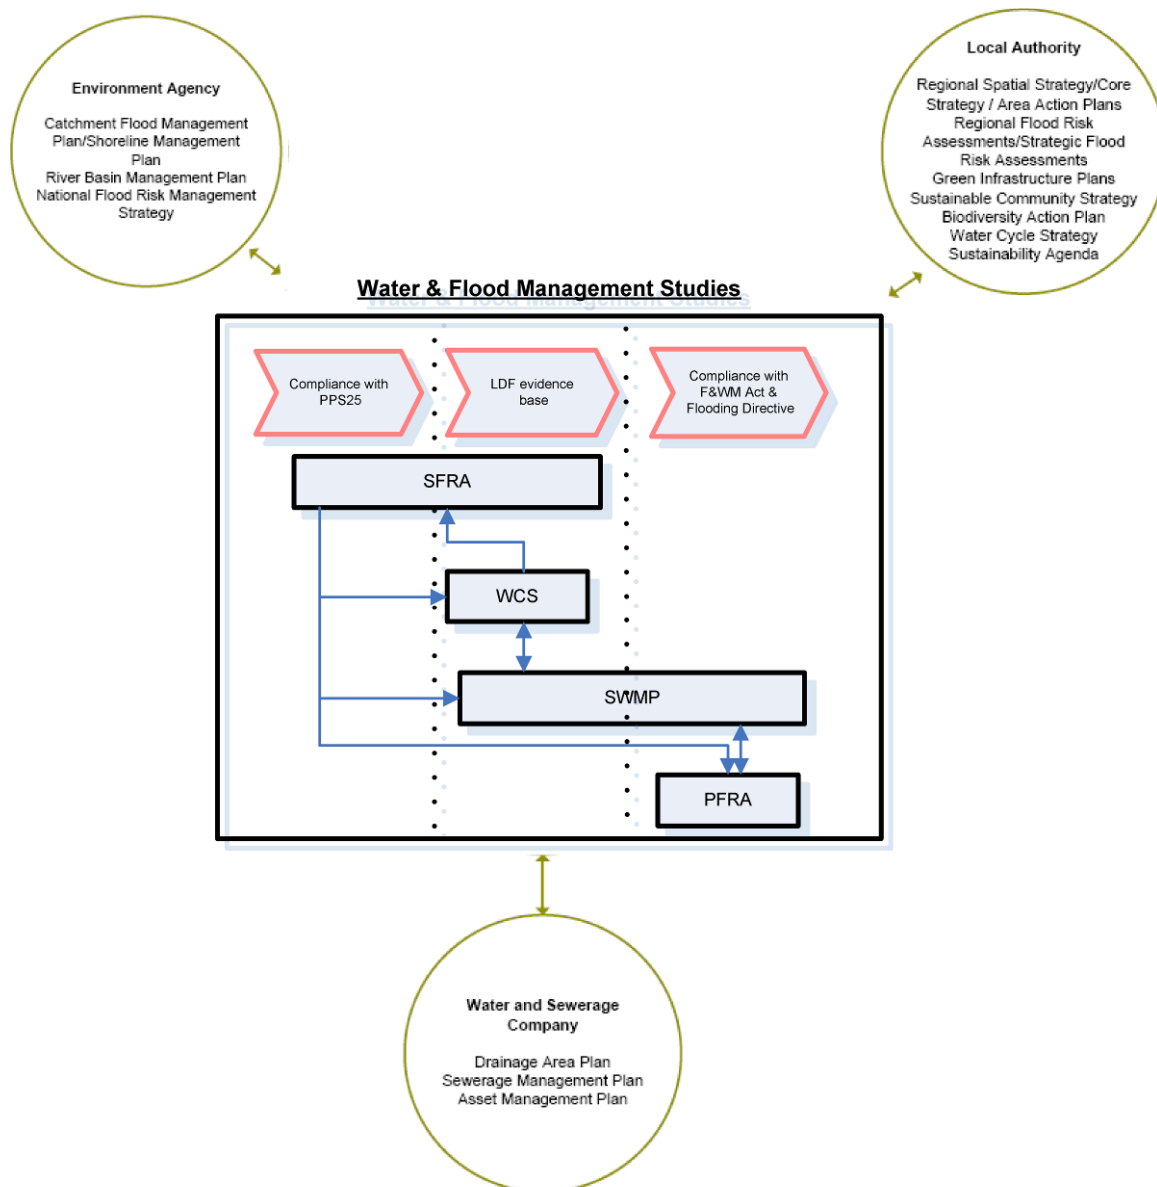 Environment Agency
Catchment Flood Management
Plan/Shoreline Management
Plan
River Basin Management Plan
National Flood Risk Management
Strategy
Local Authority
Regional Spatial Strategy/Core
Strategy / Area Action Plans
Regional Flood Risk
Assessments/Strategic Flood
Risk Assessments
Green Infrastructure Plans
Sustainable Community Strategy
Biodiversity Action Plan
Water Cycle Strategy
Sustainability Agenda
Water & Flood Management Studies
Compliance with
PPS25
LDF evidence
base
Compliance with
F&WM Act &
Flooding Directive
SFRA
WCS
SWMP
PFRA
Water and Sewerage
Company
Drainage Area Plan
Sewerage Management Plan
Asset Management Plan